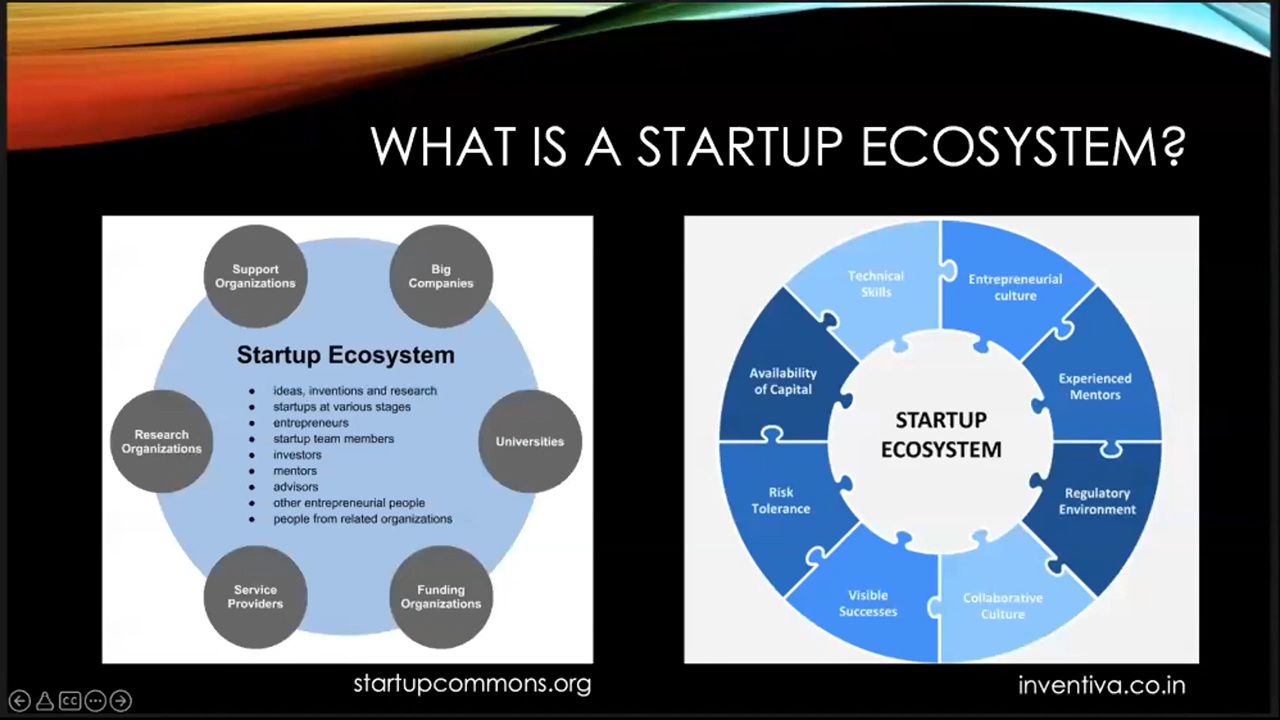 WHAT IS A STARTUP ECOSYSTEM?
Support
Organizations
Big
Companies
Startup Ecosystem
• ideas, inventions and research
• startups at various stages
• entrepreneurs
• startup team members
• investors
• mentors
• advisors
• other entrepreneurial people
• people from related organizations
Research
Organizations
Universities
Service
Providers
Funding
Organizations
startupcommons.org
Technical
Skills
Entrepreneurial
culture
Availability
of Capital
Experienced
Mentors
STARTUP
ECOSYSTEM
Risk
Tolerance
Regulatory
Environment
Visible
Successes
Collaborative
Culture
inventiva.co.in
CC